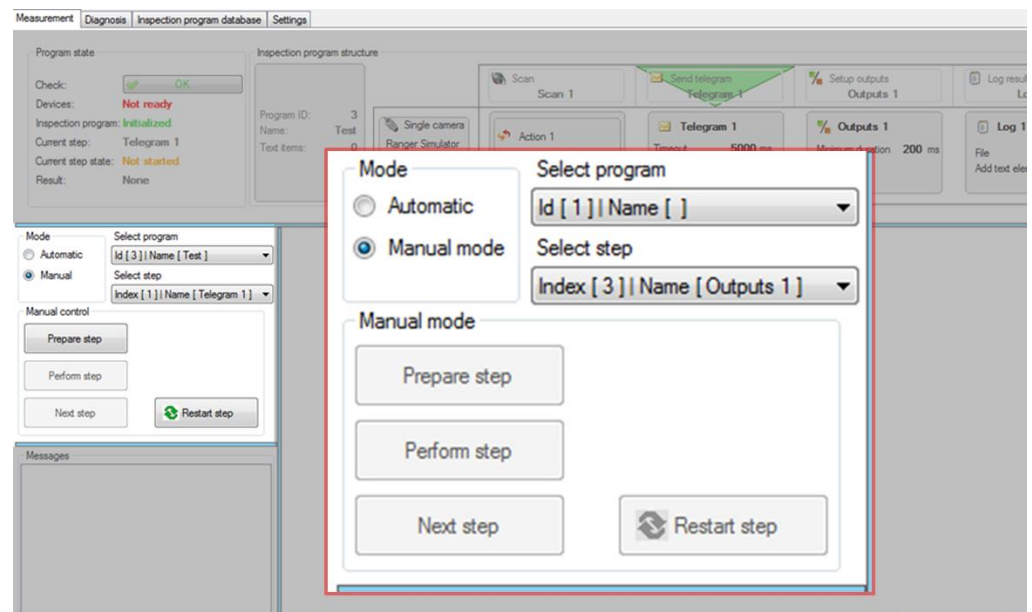 Measurement Diagnosis Inspection program database Settings
Program state
Check: OK
Devices: Not ready
Inspection program: Initialized
Current step: Telegram 1
Current step state: Not started
Result: None
Inspection program structure
Program ID: 3
Name: Test
Text items: 0
Single camera
Ranger Simulator
Scan
Scan 1
Action 1
Send telegram
Telegram 1
Telegram 1
Timeout 5000 ms
Setup outputs
Outputs 1
Outputs 1
duration 200 ms
Log 1
File
Mode
Automatic
Manual
Select program
Id [ 3 ] | Name [ Test ]
Select step
Index [ 1 ] | Name [ Telegram 1 ]
Manual control
Prepare step
Perform step
Next step
Restart step
Messages
Mode
Automatic
Manual mode
Select program
Id [ 1 ] | Name [ ]
Select step
Index [ 3 ] | Name [ Outputs 1 ]
Manual mode
Prepare step
Perform step
Next step
Restart step